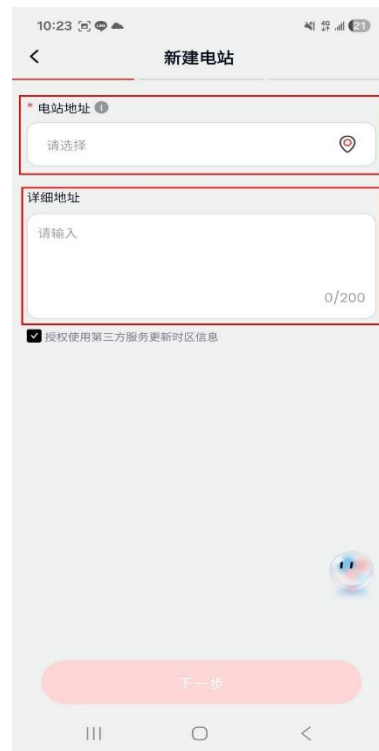 10:23
21
新建电站
* 电站地址
请选择
详细地址
请输入
0/200
授权使用第三方服务更新时区信息
下一步